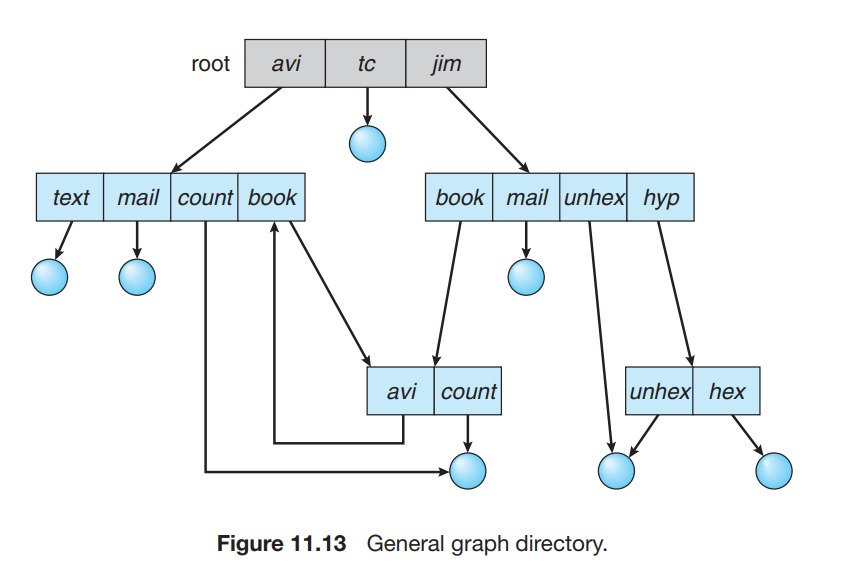 root avi tc jim
text mail count book
book mail unhex hyp
avi count
unhex hex
Figure 11.13 General graph directory.